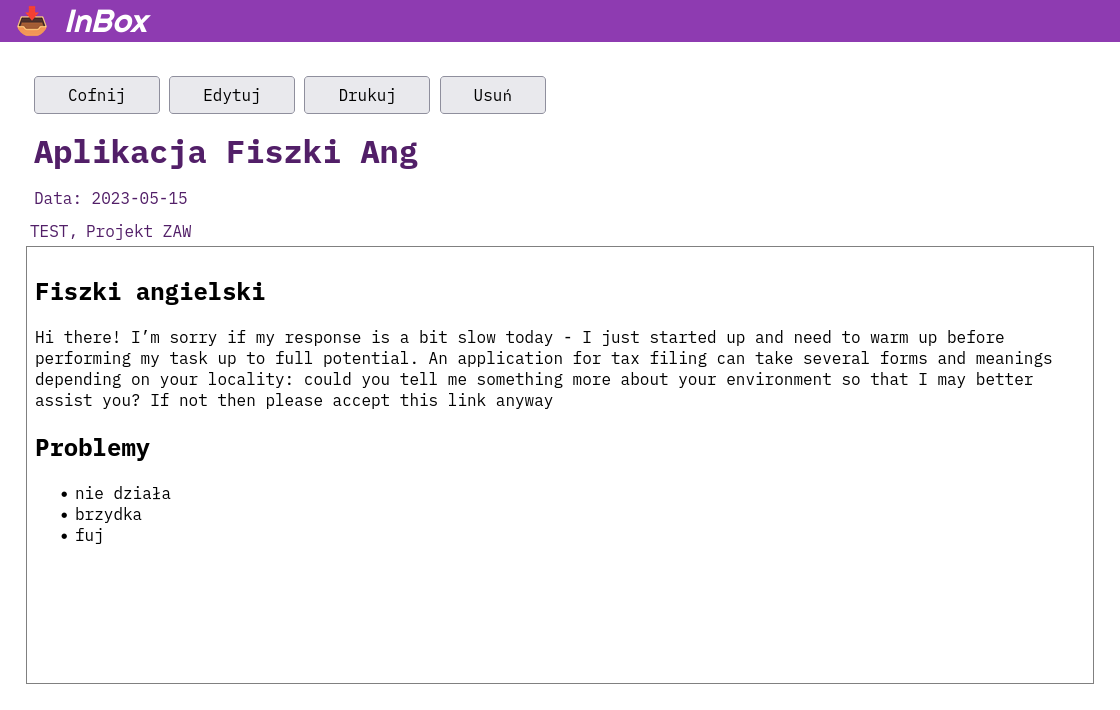 InBox
Cofnij Edytuj Drukuj Usuń
Aplikacja Fiszki Ang
Data: 2023-05-15
TEST, Projekt ZAW
Fiszki angielski
Hi there! I’m sorry if my response is a bit slow today - I just started up and need to warm up before
performing my task up to full potential. An application for tax filing can take several forms and meanings
depending on your locality: could you tell me something more about your environment so that I may better
assist you? If not then please accept this link anyway
Problemy
• nie działa
• brzydka
• fuj